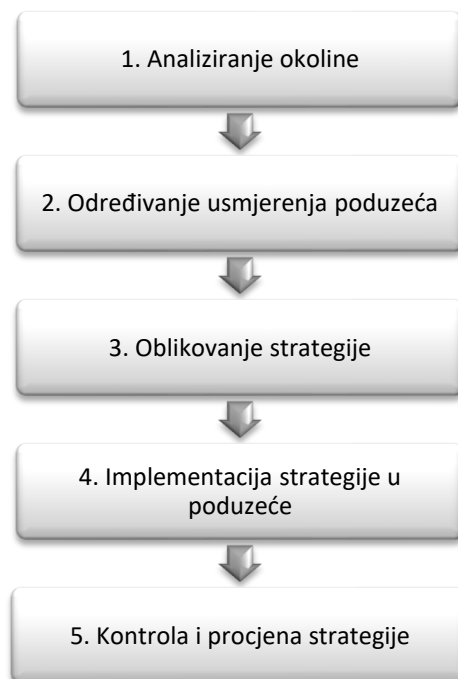 1. Analiziranje okoline
2. Određivanje usmjerenja poduzeća
3. Oblikovanje strategije
4. Implementacija strategije u
poduzeće
5. Kontrola i procjena strategije